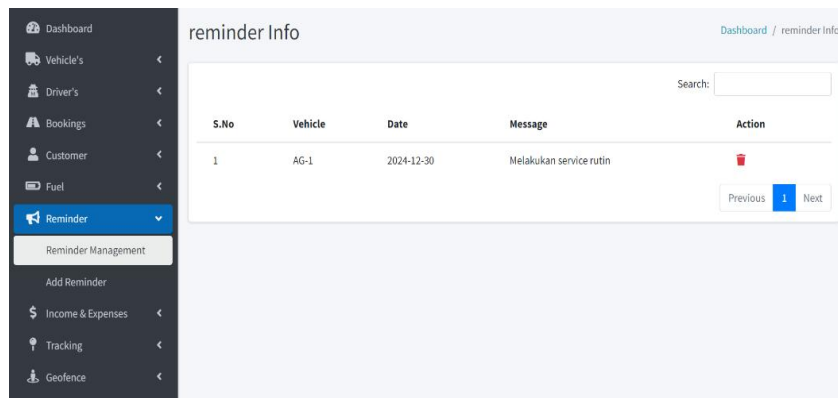 Dashboard
Vehicle's
Driver's
Bookings
Customer
Fuel
Reminder
Reminder Management
Add Reminder
Income & Expenses
Tracking
Geofence
reminder Info
Dashboard / reminder Info
Search:
S.No Vehicle Date Message Action
1 AG-1 2024-12-30 Melakukan service rutin
Previous 1 Next